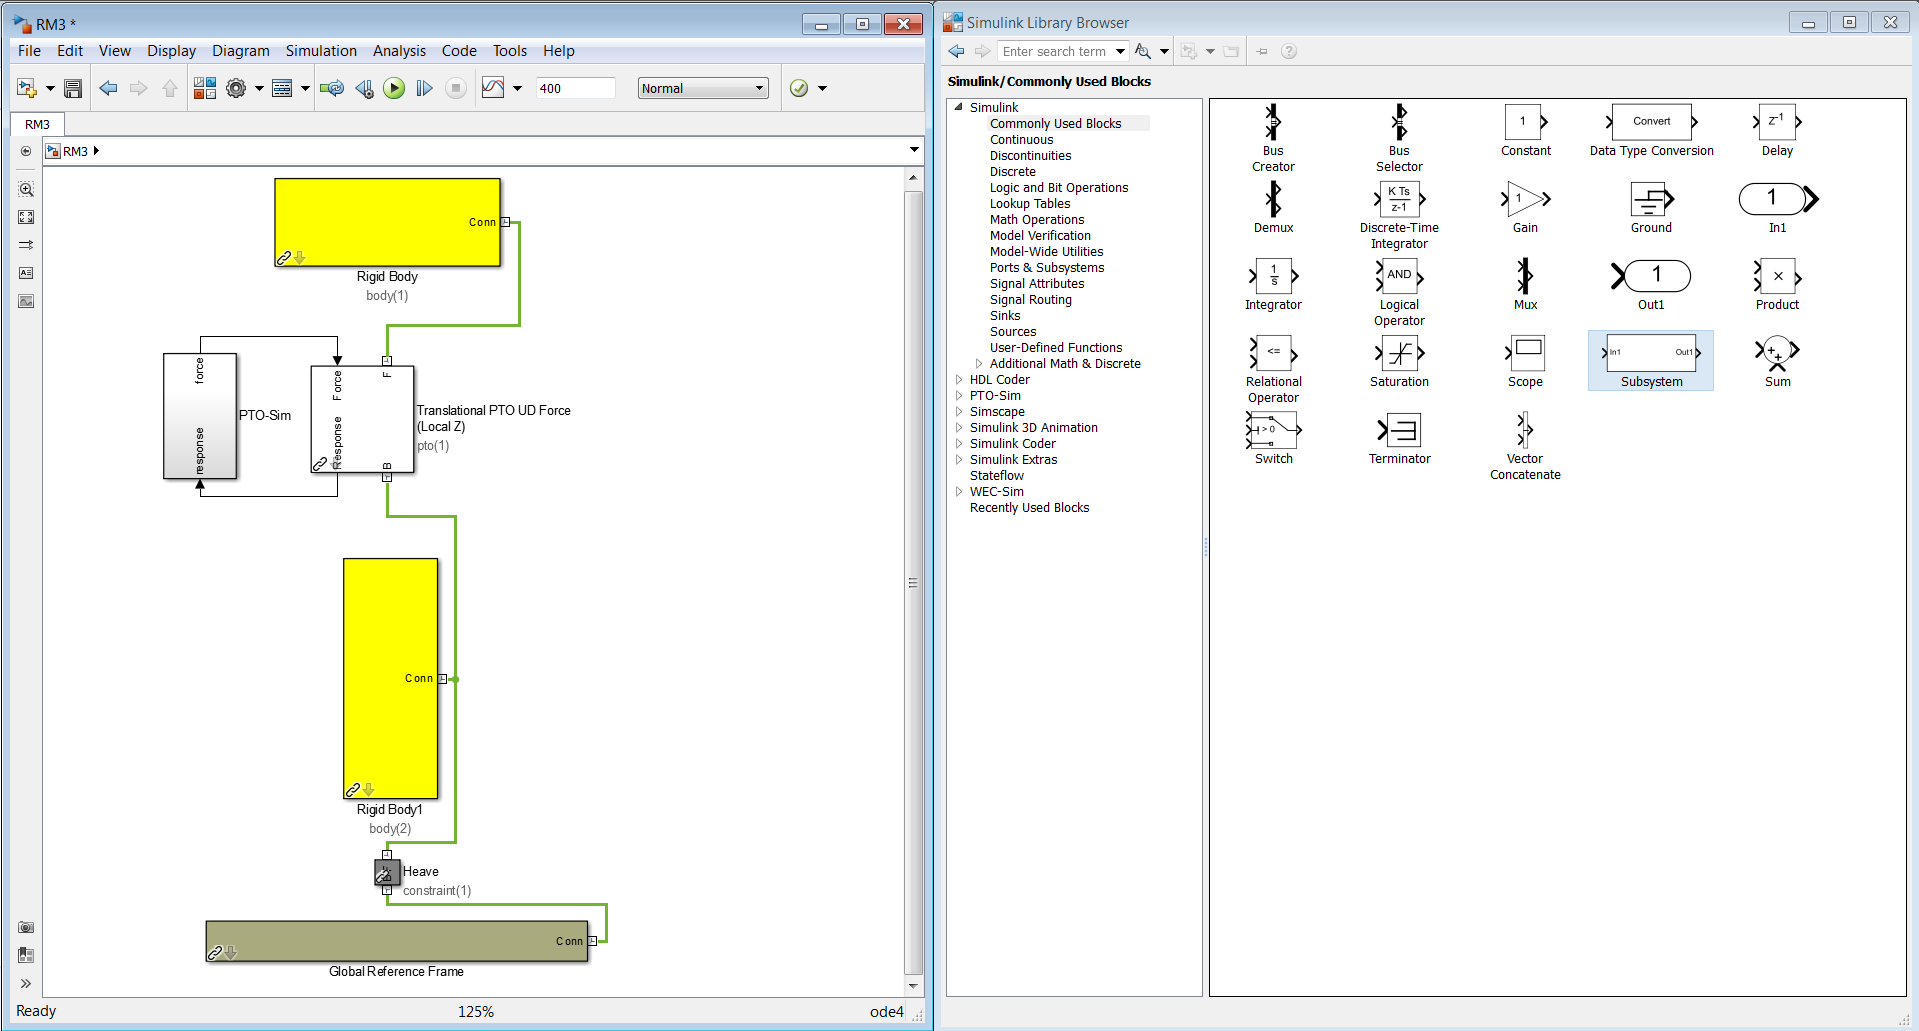 RM3 *
File Edit View Display Diagram Simulation Analysis Code Tools Help
400
Normal
RM3
RM3
Conn
Rigid Body
body(1)
force
response
PTO-Sim
Force
Response
F
B
Translational PTO UD Force
(Local Z)
pto(1)
Conn
Rigid Body1
body(2)
Heave
constraint(1)
Conn
Global Reference Frame
Ready
125%
ode4
Simulink Library Browser
Enter search term
Simulink/Commonly Used Blocks
Simulink
Commonly Used Blocks
Continuous
Discontinuities
Discrete
Logic and Bit Operations
Lookup Tables
Math Operations
Model Verification
Model-Wide Utilities
Ports & Subsystems
Signal Attributes
Signal Routing
Sinks
Sources
User-Defined Functions
Additional Math & Discrete
HDL Coder
PTO-Sim
Simscape
Simulink 3D Animation
Simulink Coder
Simulink Extras
Stateflow
WEC-Sim
Recently Used Blocks
Bus
Creator
Bus
Selector
1
Constant
Convert
Data Type Conversion
Z-1
Delay
Demux
K Ts
z-1
Discrete-Time
Integrator
1
Gain
Ground
1
In1
1
s
Integrator
AND
Logical
Operator
Mux
1
Out1
×
Product
<=
Relational
Operator
Saturation
Scope
In1 Out1
Subsystem
+
+
Sum
> 0
Switch
Terminator
Vector
Concatenate